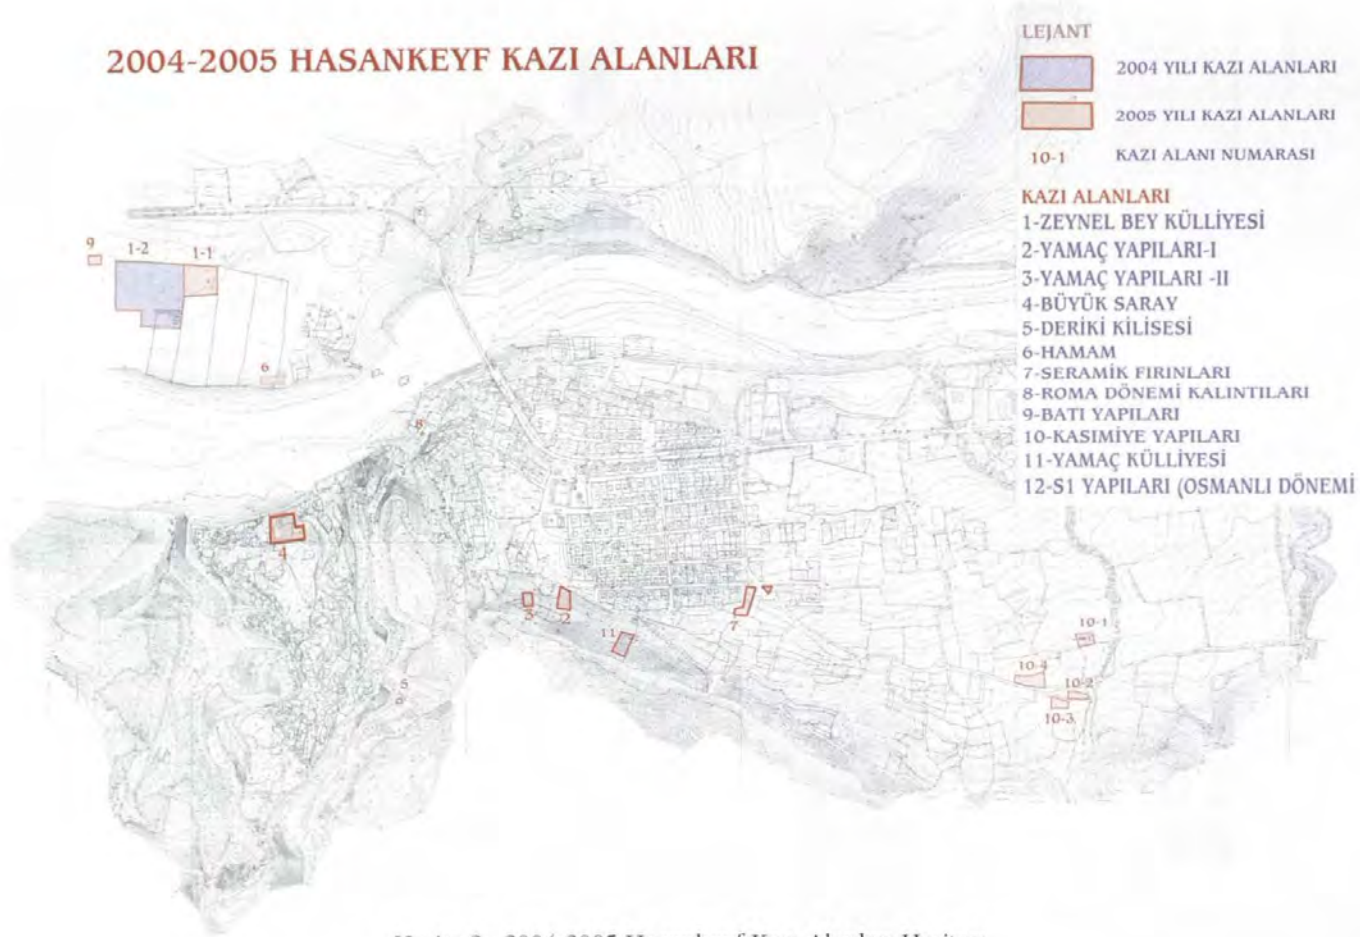 2004-2005 HASANKEYF KAZI ALANLARI
LEJANT
2004 YILI KAZI ALANLARI
2005 YILI KAZI ALANLARI
10-1 KAZI ALANI NUMARASI
KAZI ALANLARI
1-ZEYNEL BEY KÜLLİYESİ
2-YAMAÇ YAPILARI-I
3-YAMAÇ YAPILARI -II
4-BÜYÜK SARAY
5-DERİKİ KİLİSESİ
6-HAMAM
7-SERAMİK FIRINLARI
8-ROMA DÖNEMİ KALINTILARI
9-BATI YAPILARI
10-KASIMİYE YAPILARI
11-YAMAÇ KÜLLİYESİ
12-S1 YAPILARI (OSMANLI DÖNEMİ
9
1-2
1-1
6
8
4
3
2
11
7
5
10-1
10-4
10-2
10-3